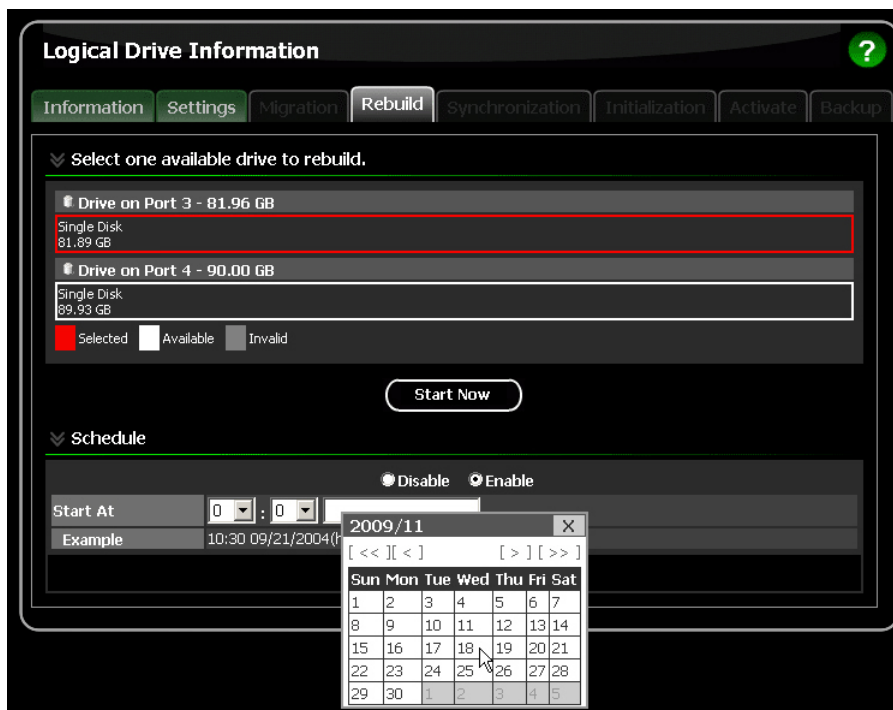 Logical Drive Information
?
Information Settings Migration Rebuild Synchronization Initialization Activate Backup
Select one available drive to rebuild.
Drive on Port 3 - 81.96 GB
Single Disk
81.89 GB
Drive on Port 4 - 90.00 GB
Single Disk
89.93 GB
Selected Available Invalid
Start Now
Schedule
Disable Enable
Start At 0 : 0
Example 10:30 09/21/2004(h
2009/11 X
[ << ][ < ] [ > ] [ >> ]
Sun Mon Tue Wed Thu Fri Sat
1 2 3 4 5 6 7
8 9 10 11 12 13 14
15 16 17 18 19 20 21
22 23 24 25 26 27 28
29 30 1 2 3 4 5